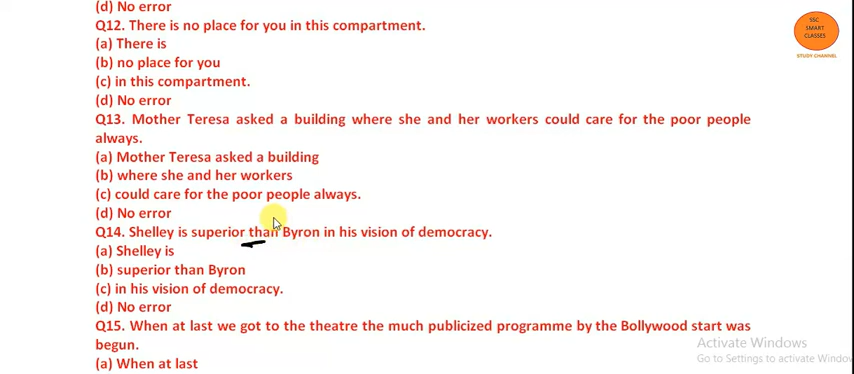 (d) No error
Q12. There is no place for you in this compartment.
(a) There is
(b) no place for you
(c) in this compartment.
(d) No error
Q13. Mother Teresa asked a building where she and her workers could care for the poor people
always.
(a) Mother Teresa asked a building
(b) where she and her workers
(c) could care for the poor people always.
(d) No error
Q14. Shelley is superior than Byron in his vision of democracy.
(a) Shelley is
(b) superior than Byron
(c) in his vision of democracy.
(d) No error
Q15. When at last we got to the theatre the much publicized programme by the Bollywood start was
begun.
(a) When at last
SSC
SMART
CLASSES
STUDY CHANNEL
Activate Windows
Go to Settings to activate Window